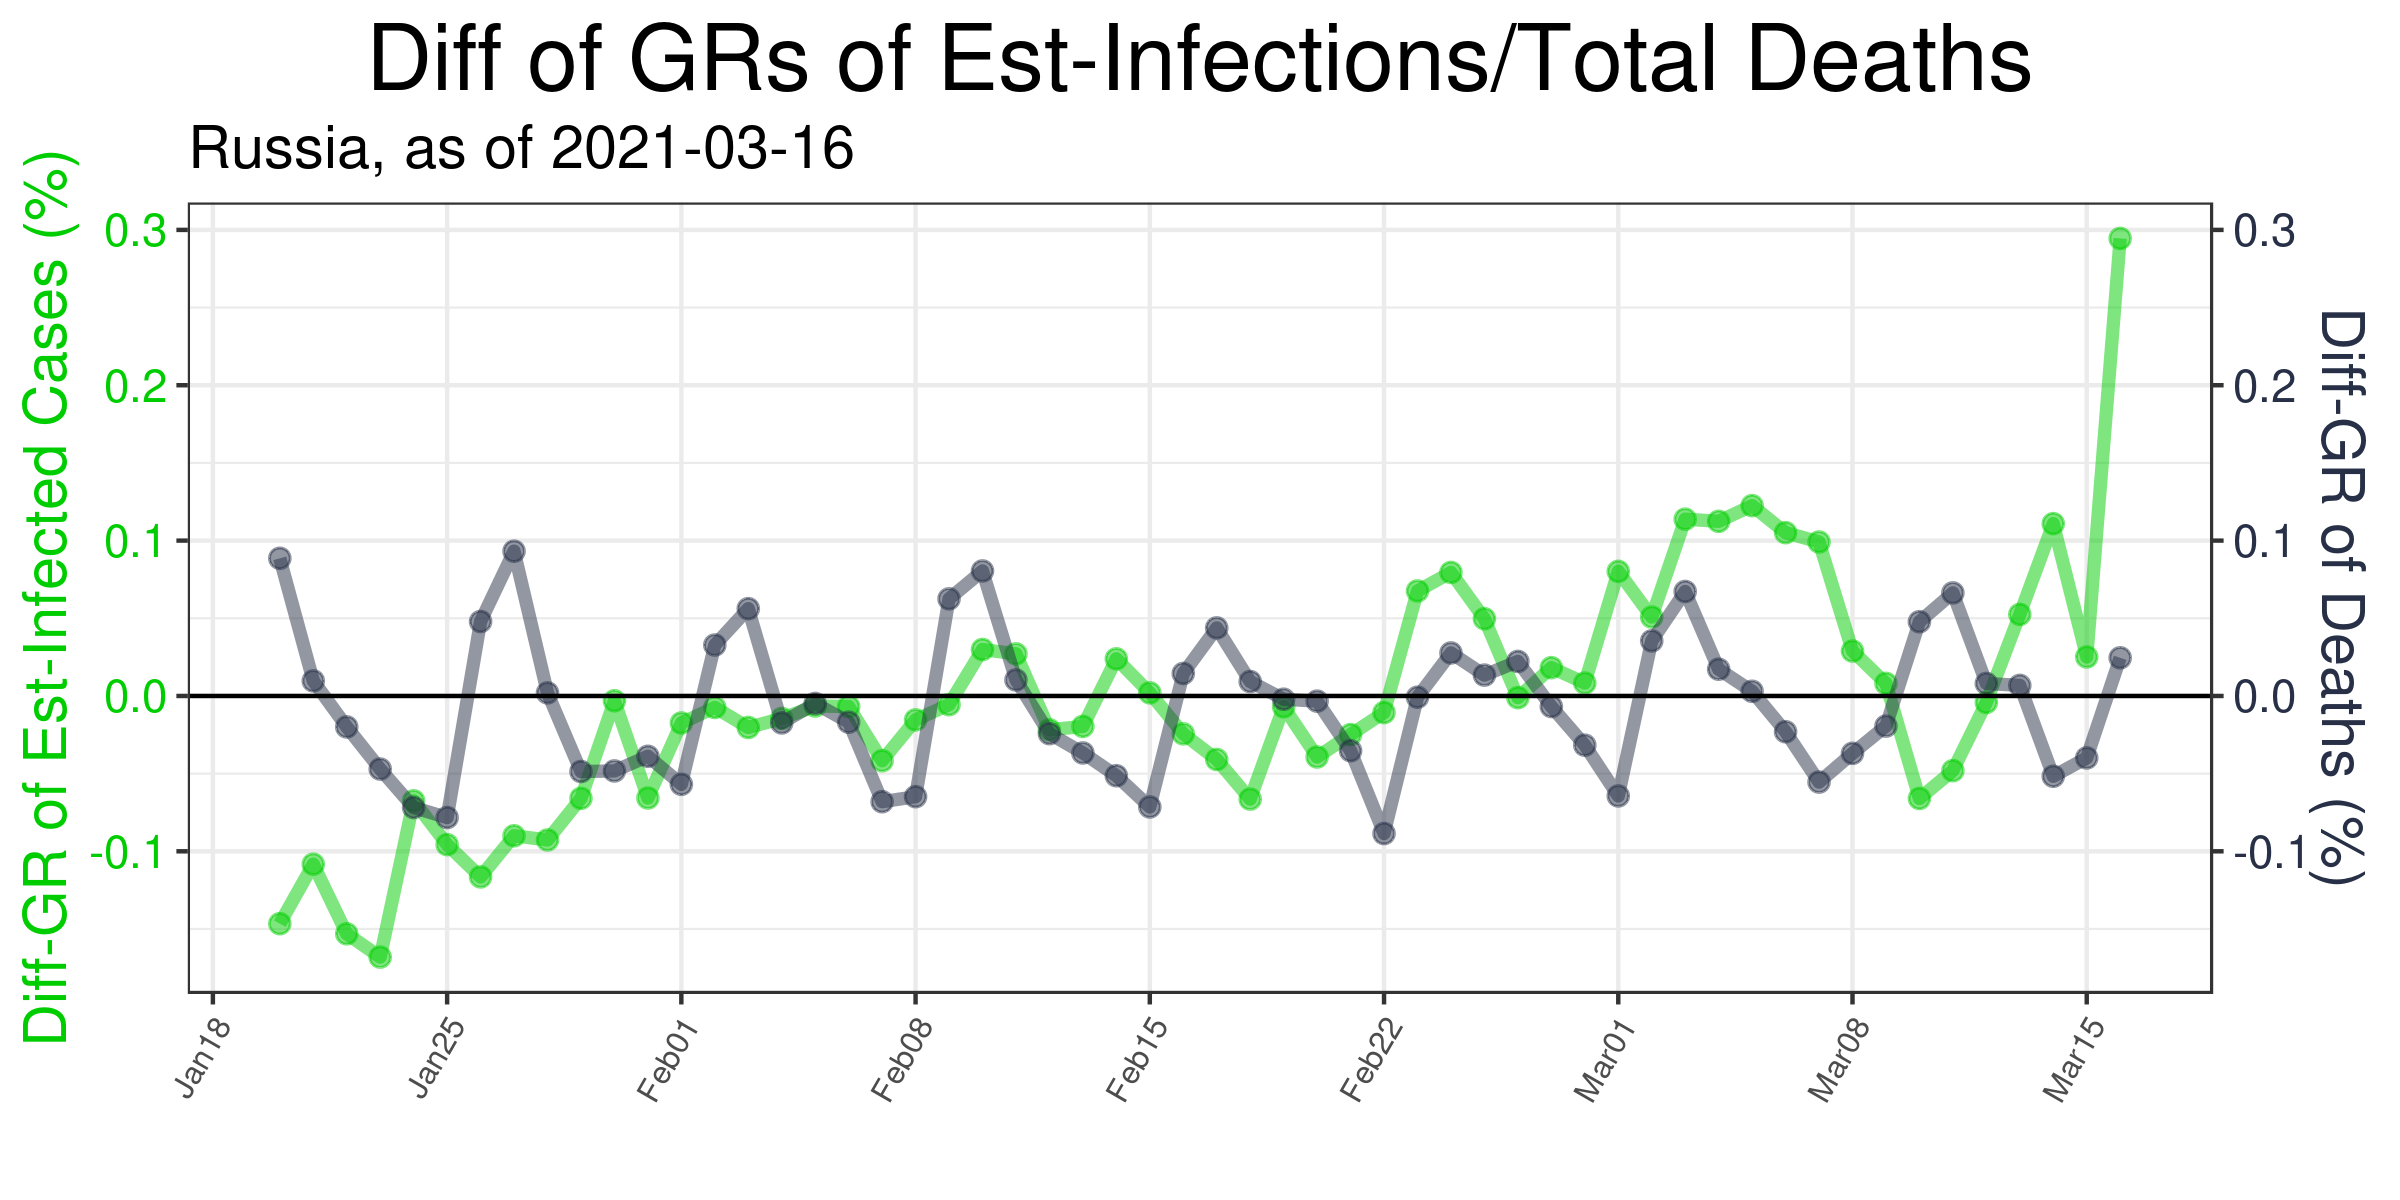 Diff of GRs of Est-Infections/Total Deaths
Russia, as of 2021-03-16
Diff-GR of Est-Infected Cases (%)
0.3
0.2
0.1
0.0
-0.1
0.3
0.2
0.1
0.0
-0.1
Diff-GR of Deaths (%)
Jan18
Jan25
Feb01
Feb08
Feb15
Feb22
Mar01
Mar08
Mar15